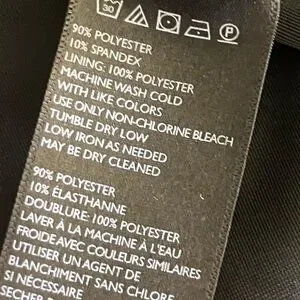 30
P
90% POLYESTER
10% SPANDEX
LINING: 100% POLYESTER
MACHINE WASH COLD
WITH LIKE COLORS
USE ONLY NON-CHLORINE BLEACH
TUMBLE DRY LOW
LOW IRON AS NEEDED
MAY BE DRY CLEANED
90% POLYESTER
10% ÉLASTHANNE
DOUBLURE: 100% POLYESTER
LAVER À LA MACHINE À L'EAU
FROIDE AVEC COULEURS SIMILAIRES
UTILISER UN AGENT DE
BLANCHIMENT SANS CHLORE
SI NÉCESSAIRE
SÉCHER